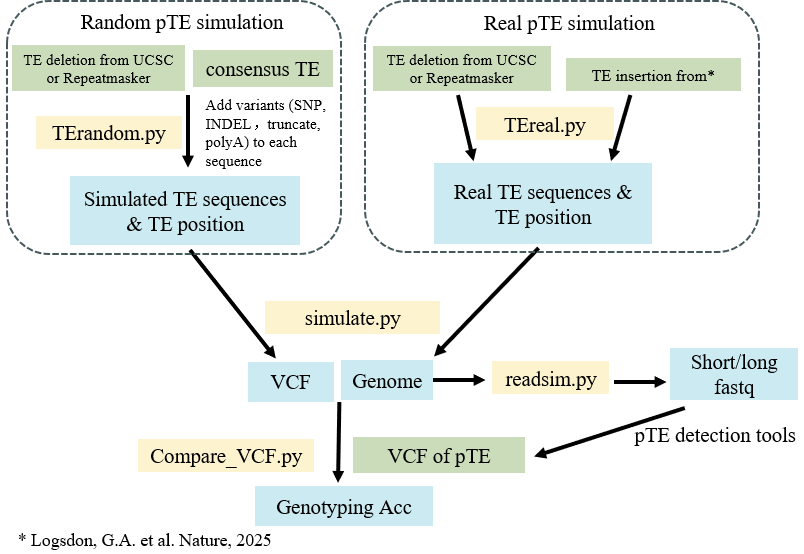 Random pTE simulation
TE deletion from UCSC
or Repeatmasker
consensus TE
TErandom.py
Add variants (SNP,
INDEL，truncate,
polyA) to each
sequence
Simulated TE sequences
& TE position
Real pTE simulation
TE deletion from UCSC
or Repeatmasker
TE insertion from*
TEreal.py
Real TE sequences &
TE position
simulate.py
VCF
Genome
readsim.py
Short/long
fastq
pTE detection tools
Compare_VCF.py
VCF of pTE
Genotyping Acc
* Logsdon, G.A. et al. Nature, 2025